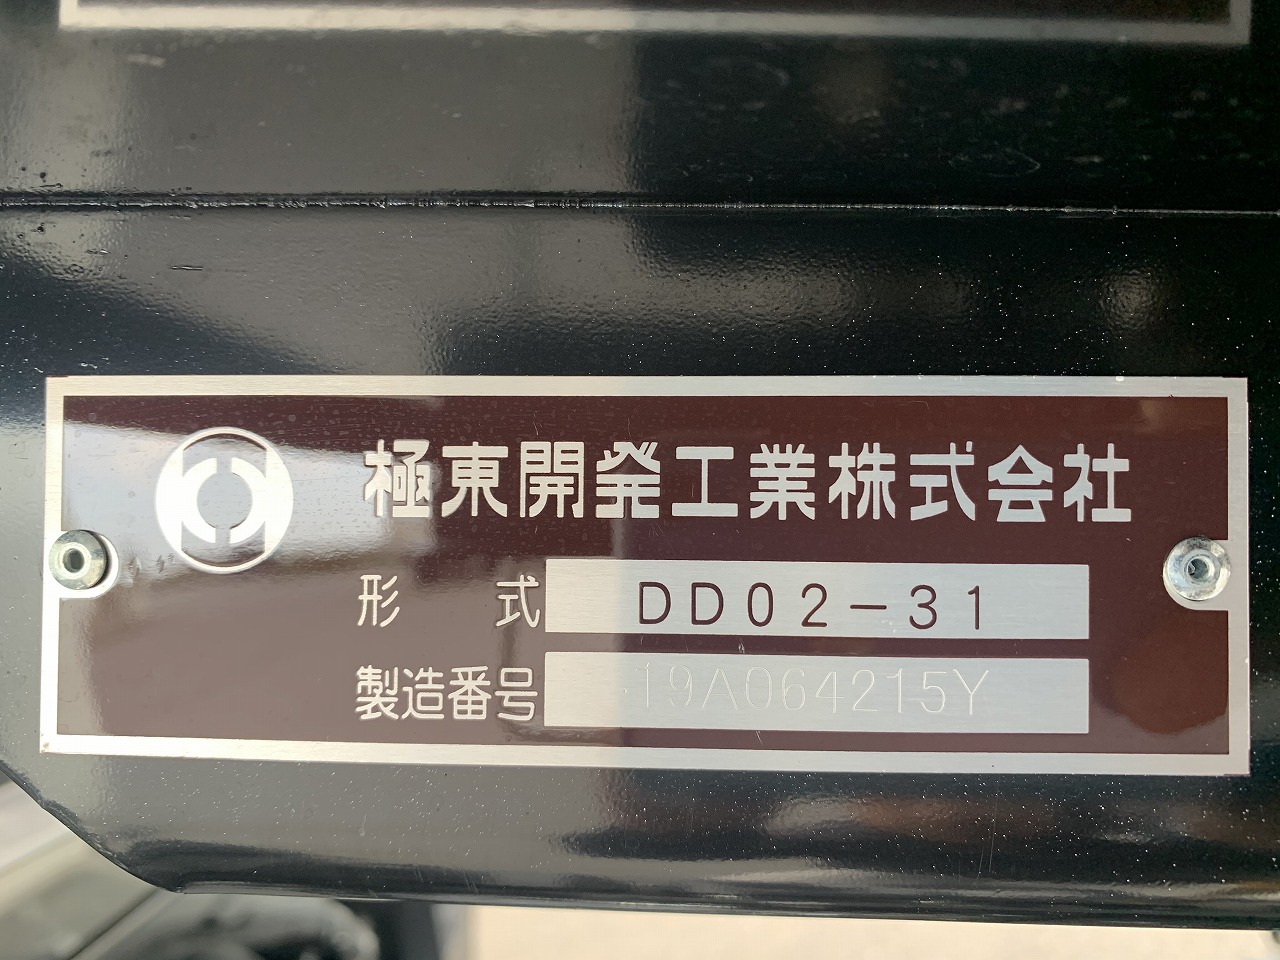 極東開発工業株式会社
形式 DD02-31
製造番号 19A064215Y